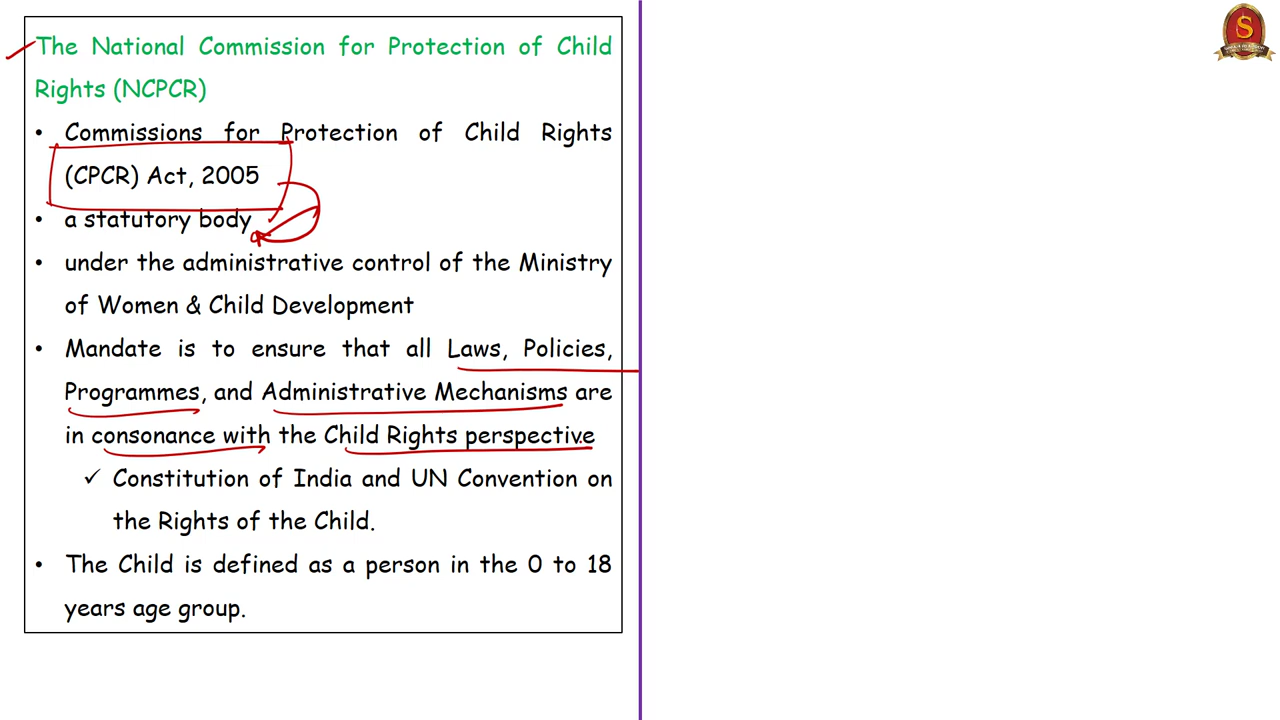 The National Commission for Protection of Child
Rights (NCPCR)
• Commissions for Protection of Child Rights
(CPCR) Act, 2005
• a statutory body
• under the administrative control of the Ministry
of Women & Child Development
• Mandate is to ensure that all Laws, Policies,
Programmes, and Administrative Mechanisms are
in consonance with the Child Rights perspective
✓ Constitution of India and UN Convention on
the Rights of the Child.
• The Child is defined as a person in the 0 to 18
years age group.
S